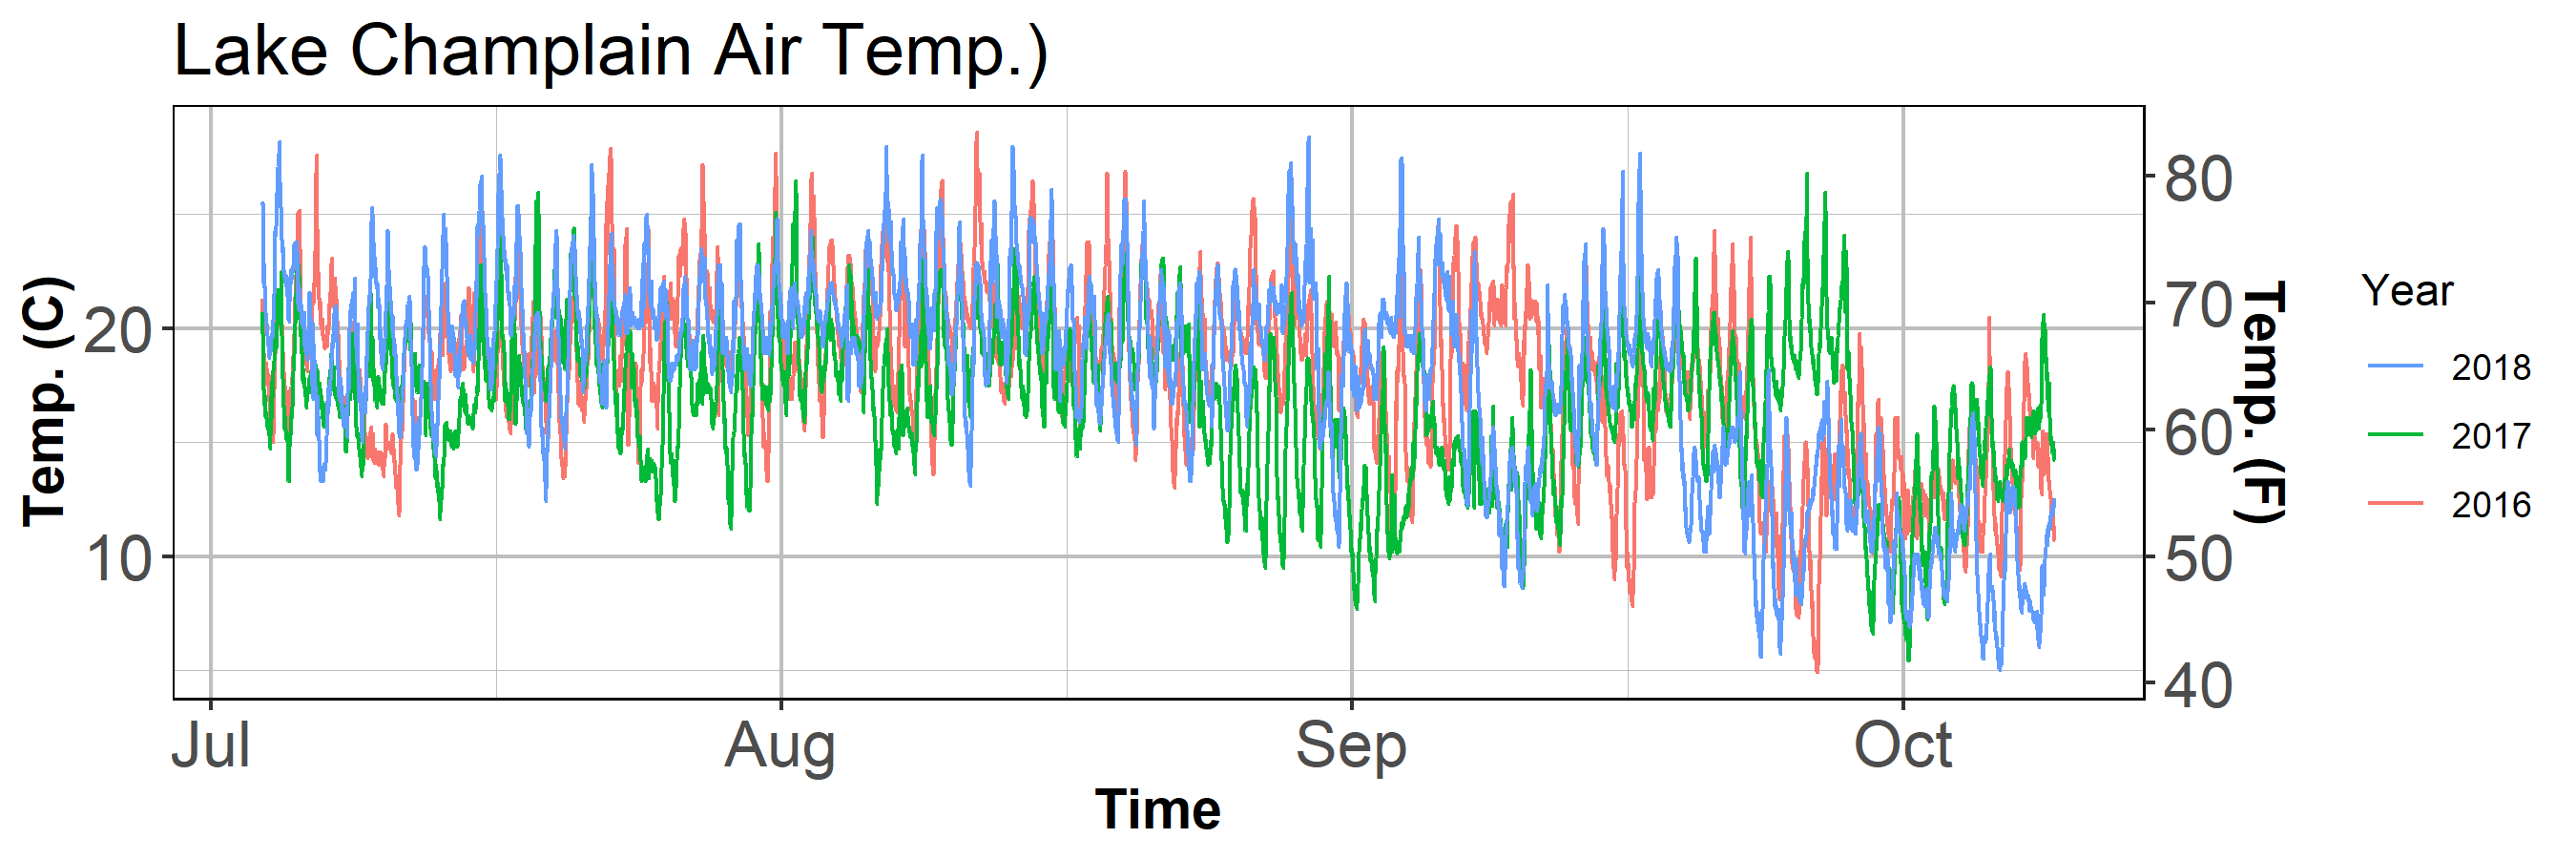 Lake Champlain Air Temp.)
Temp. (C)
20
10
80
70
60
50
40
Temp. (F)
Year
2018
2017
2016
Jul
Aug
Sep
Oct
Time